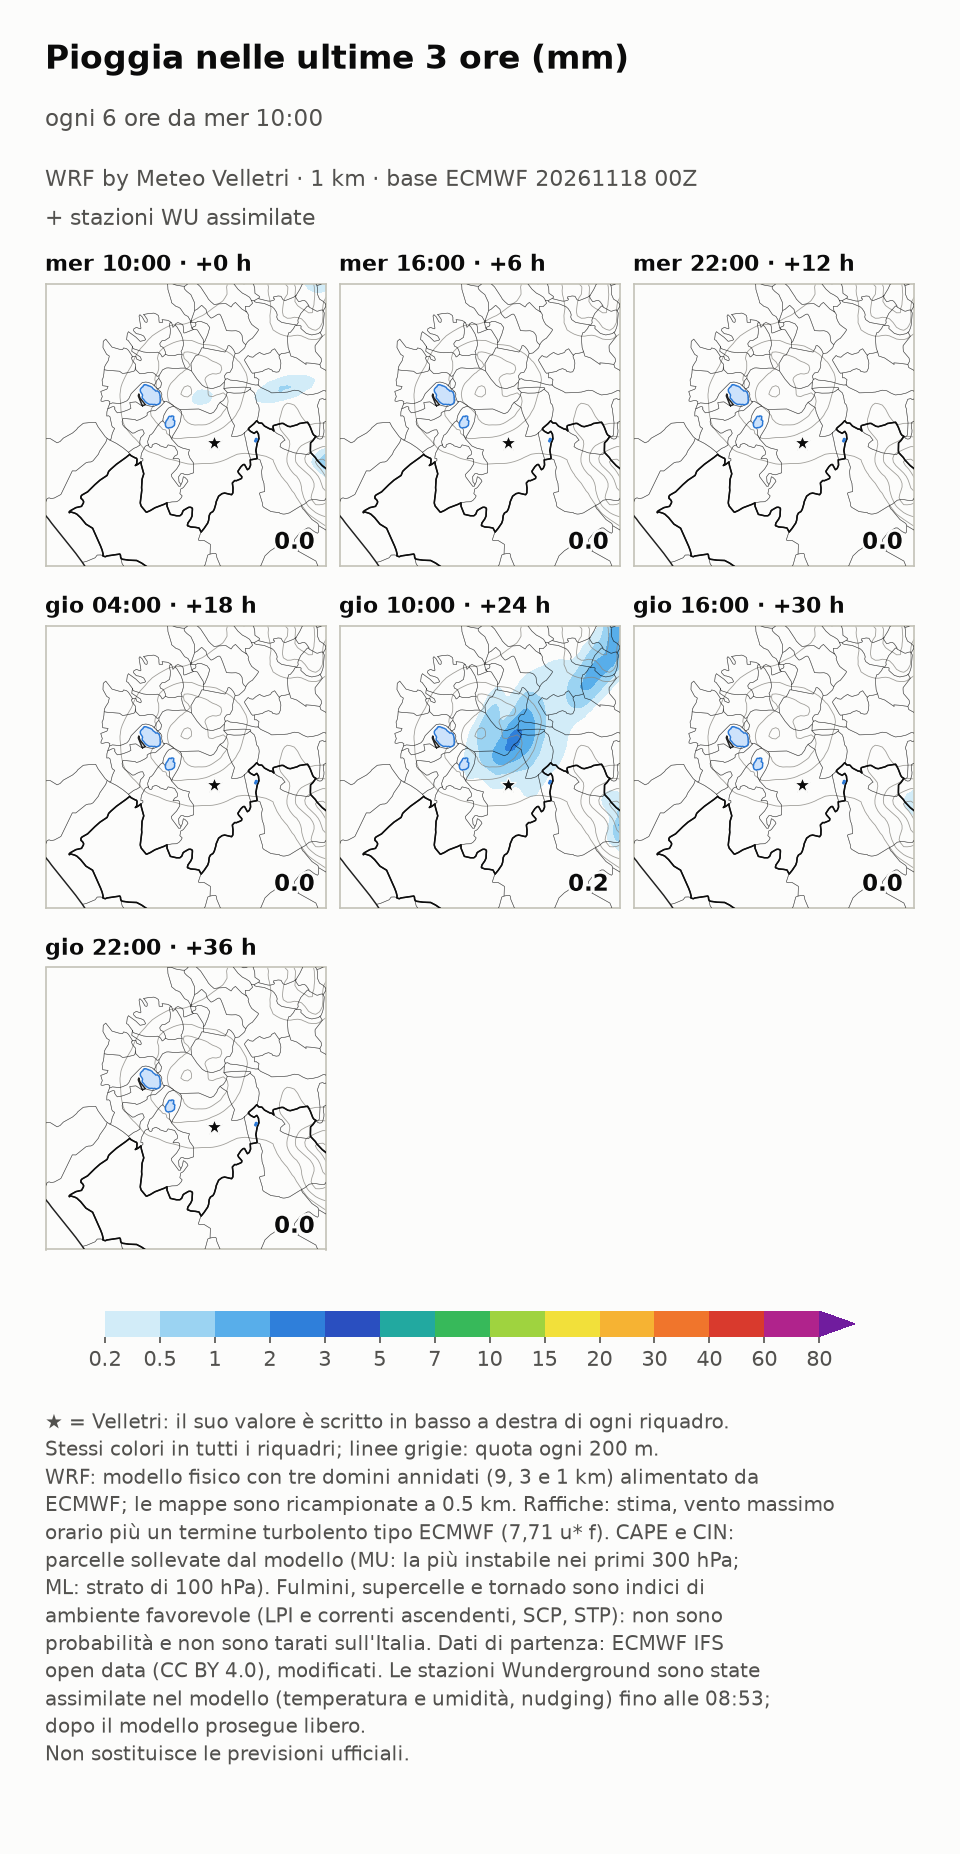 Pioggia nelle ultime 3 ore (mm)
ogni 6 ore da mer 10:00
WRF by Meteo Velletri · 1 km · base ECMWF 20261118 00Z
+ stazioni WU assimilate
mer 10:00 · +0 h
mer 16:00 · +6 h
mer 22:00 · +12 h
0.0
0.0
0.0
gio 04:00 · +18 h
gio 10:00 · +24 h
gio 16:00 · +30 h
0.0
0.2
0.0
gio 22:00 · +36 h
0.0
0.2 0.5 1 2 3 5 7 10 15 20 30 40 60 80
★ = Velletri: il suo valore è scritto in basso a destra di ogni riquadro.
Stessi colori in tutti i riquadri; linee grigie: quota ogni 200 m.
WRF: modello fisico con tre domini annidati (9, 3 e 1 km) alimentato da
ECMWF; le mappe sono ricampionate a 0.5 km. Raffiche: stima, vento massimo
orario più un termine turbolento tipo ECMWF (7,71 u* f). CAPE e CIN:
parcelle sollevate dal modello (MU: la più instabile nei primi 300 hPa;
ML: strato di 100 hPa). Fulmini, supercelle e tornado sono indici di
ambiente favorevole (LPI e correnti ascendenti, SCP, STP): non sono
probabilità e non sono tarati sull'Italia. Dati di partenza: ECMWF IFS
open data (CC BY 4.0), modificati. Le stazioni Wunderground sono state
assimilate nel modello (temperatura e umidità, nudging) fino alle 08:53;
dopo il modello prosegue libero.
Non sostituisce le previsioni ufficiali.